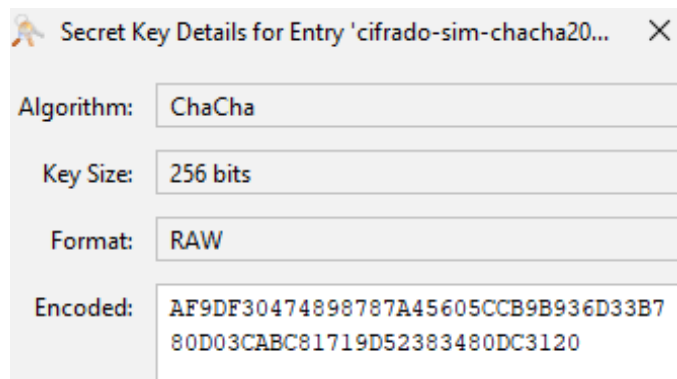 Secret Key Details for Entry 'cifrado-sim-chacha20...
Algorithm: ChaCha
Key Size: 256 bits
Format: RAW
Encoded: AF9DF30474898787A45605CCB9B936D33B7
80D03CABC81719D52383480DC3120